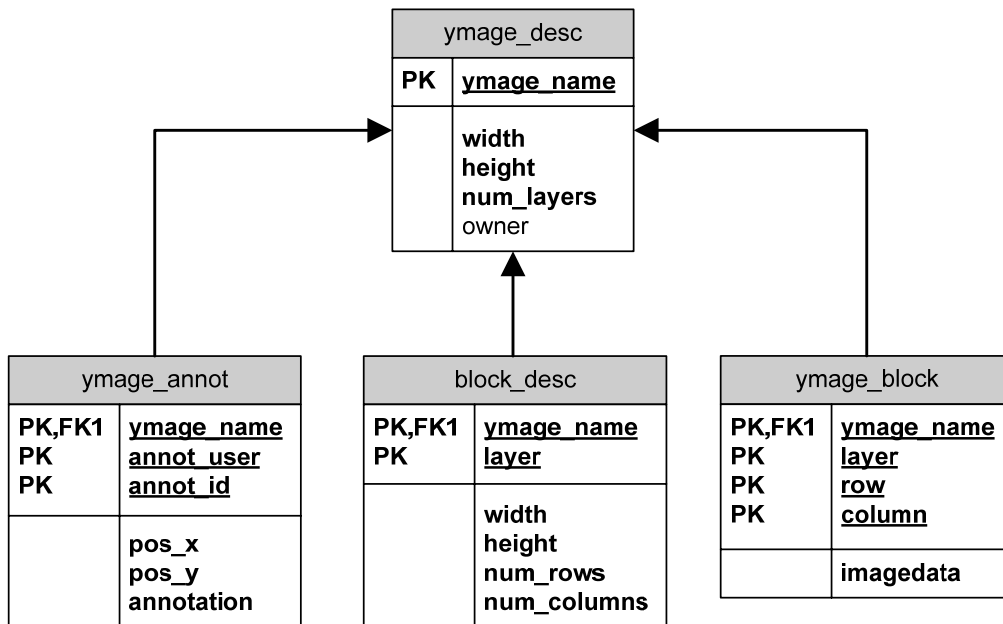 ymage_desc
PK ymage_name
width
height
num_layers
owner
ymage_annot
PK,FK1 ymage_name
PK annot_user
PK annot_id
pos_x
pos_y
annotation
block_desc
PK,FK1 ymage_name
PK layer
width
height
num_rows
num_columns
ymage_block
PK,FK1 ymage_name
PK layer
PK row
PK column
imagedata